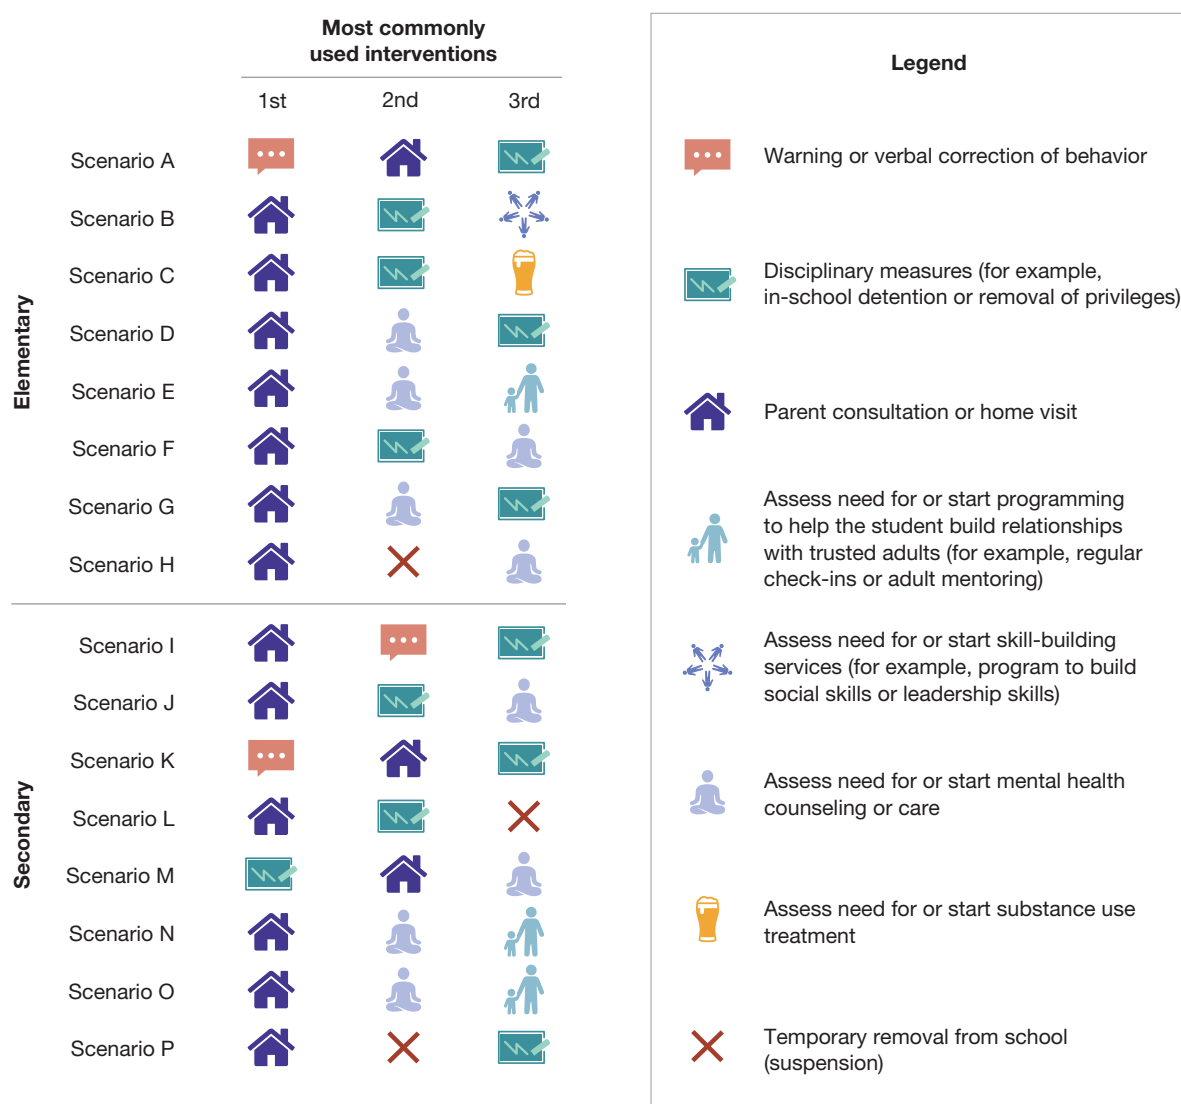 Most commonly
used interventions
1st
2nd
3rd
Elementary
Scenario A
Scenario B
Scenario C
Scenario D
Scenario E
Scenario F
Scenario G
Scenario H
Secondary
Scenario I
Scenario J
Scenario K
Scenario L
Scenario M
Scenario N
Scenario O
Scenario P
Legend
Warning or verbal correction of behavior
Disciplinary measures (for example,
in-school detention or removal of privileges)
Parent consultation or home visit
Assess need for or start programming
to help the student build relationships
with trusted adults (for example, regular
check-ins or adult mentoring)
Assess need for or start skill-building
services (for example, program to build
social skills or leadership skills)
Assess need for or start mental health
counseling or care
Assess need for or start substance use
treatment
Temporary removal from school
(suspension)